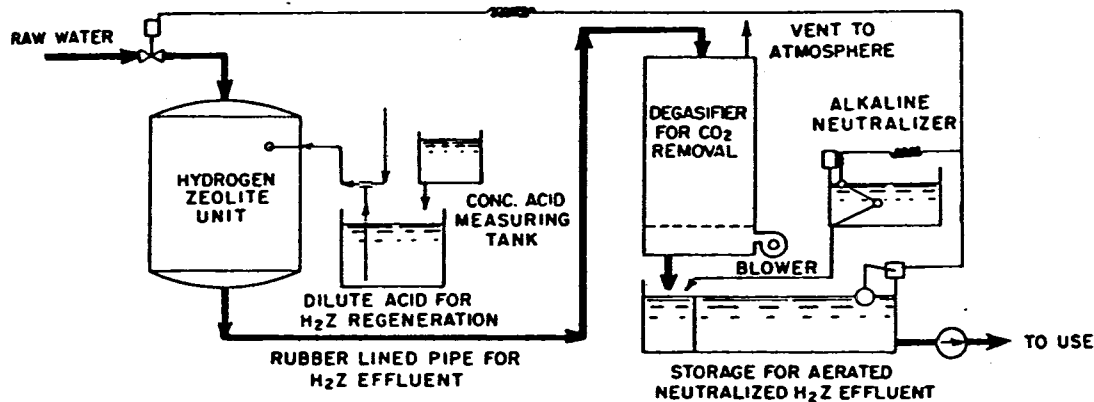 RAW WATER
VENT TO
ATMOSPHERE
DEGASIFIER
FOR CO₂
REMOVAL
ALKALINE
NEUTRALIZER
HYDROGEN
ZEOLITE
UNIT
CONC. ACID
MEASURING
TANK
BLOWER
DILUTE ACID FOR
H₂Z REGENERATION
RUBBER LINED PIPE FOR
H₂Z EFFLUENT
TO USE
STORAGE FOR AERATED
NEUTRALIZED H₂Z EFFLUENT